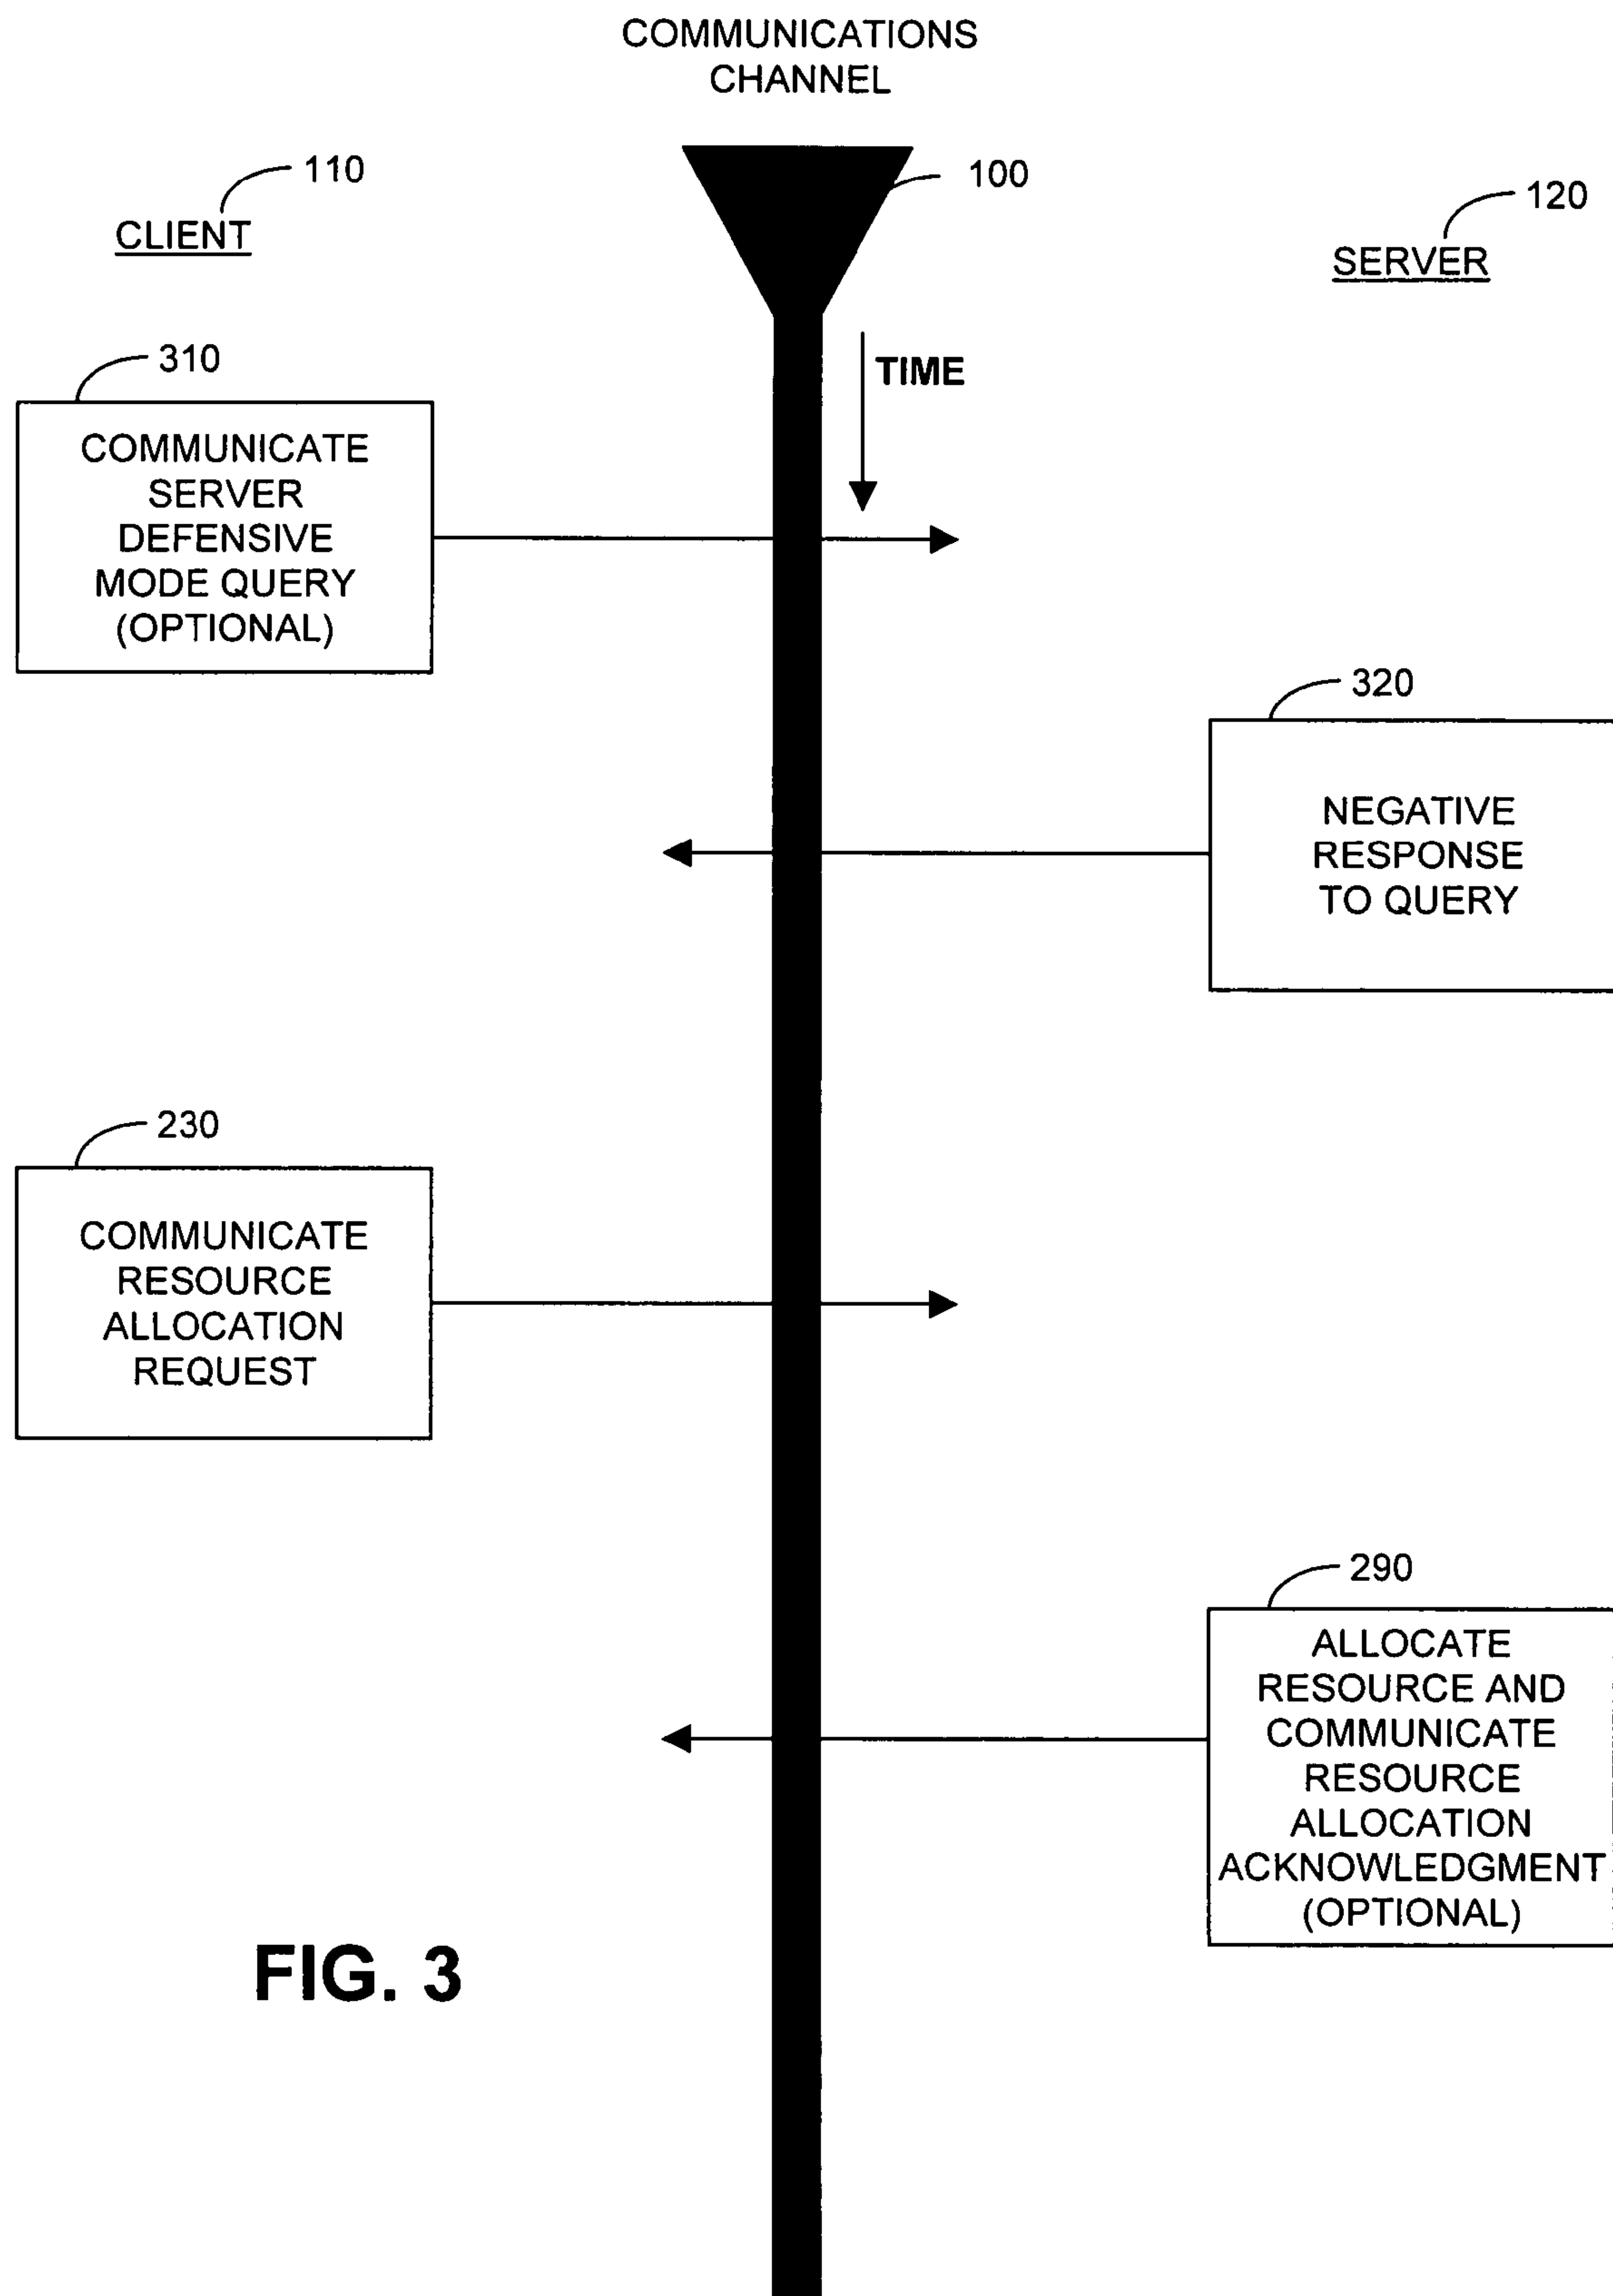 COMMUNICATIONS
CHANNEL
110
100
120
CLIENT
SERVER
TIME
310
COMMUNICATE
SERVER
DEFENSIVE
MODE QUERY
(OPTIONAL)
320
NEGATIVE
RESPONSE
TO QUERY
230
COMMUNICATE
RESOURCE
ALLOCATION
REQUEST
290
ALLOCATE
RESOURCE AND
COMMUNICATE
RESOURCE
ALLOCATION
ACKNOWLEDGMENT
(OPTIONAL)
FIG. 3